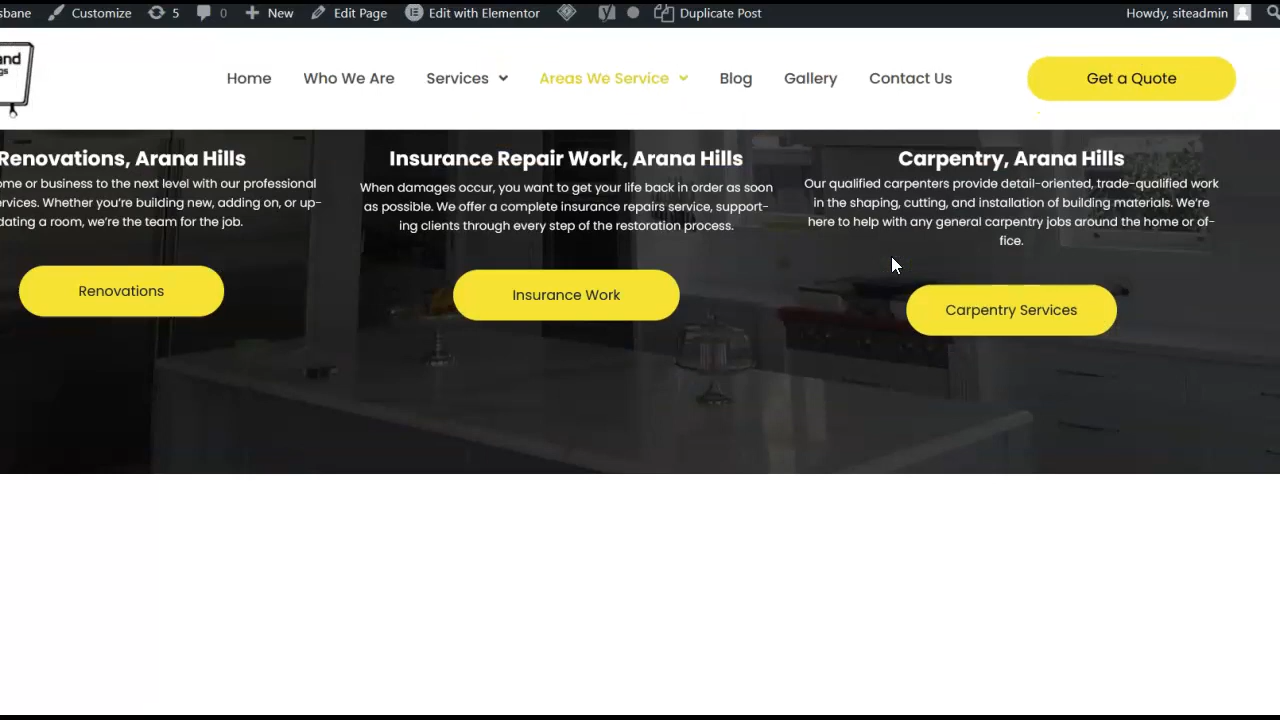 sbane Customize 5 0 New Edit Page Edit with Elementor Duplicate Post Howdy, siteadmin
and
gs
Home Who We Are Services Areas We Service Blog Gallery Contact Us Get a Quote
Renovations, Arana Hills
ome or business to the next level with our professional
ervices. Whether you're building new, adding on, or up-
dating a room, we're the team for the job.
Renovations
Insurance Repair Work, Arana Hills
When damages occur, you want to get your life back in order as soon
as possible. We offer a complete insurance repairs service, support-
ing clients through every step of the restoration process.
Insurance Work
Carpentry, Arana Hills
Our qualified carpenters provide detail-oriented, trade-qualified work
in the shaping, cutting, and installation of building materials. We're
here to help with any general carpentry jobs around the home or of-
fice.
Carpentry Services